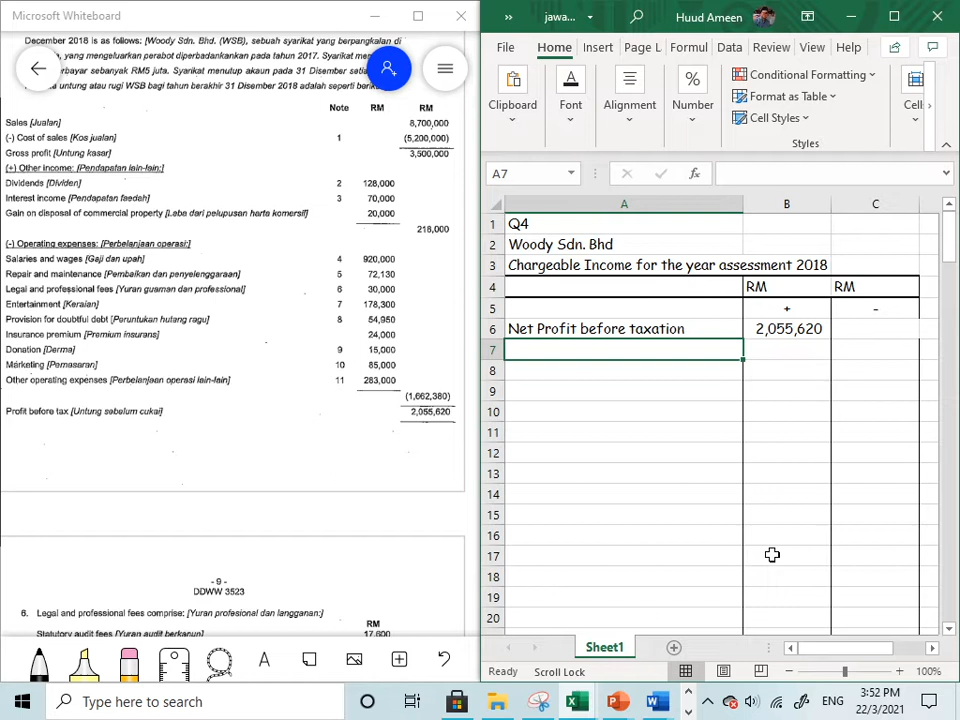 Microsoft Whiteboard
December 2018 is as follows: [Woody Sdn. Bhd. (WSB), sebuah syarikat yang berpangkalan di
yang mengeluarkan perabot diperbadankankan pada tahun 2017. Syarikat
erbayar sebanyak RM5 juta. Syarikat menutup akaun pada 31 Disember
untung atau rugi WSB bagi tahun berakhir 31 Disember 2018 adalah seperti
Note RM RM
Sales [Jualan] 8,700,000
(-) Cost of sales [Kos jualan] 1 (5,200,000)
Gross profit [Untung kasar] 3,500,000
(+) Other income: [Pendapatan lain-lain:]
Dividends [Dividen] 2 128,000
Interest income [Pendapatan faedah] 3 70,000
Gain on disposal of commercial property [Laba dari pelupusan harta komersil] 20,000
218,000
(-) Operating expenses: [Perbelanjaan operasi:]
Salaries and wages [Gaji dan upah] 4 920,000
Repair and maintenance [Pembaikan dan penyelenggaraan] 5 72,130
Legal and professional fees [Yuran guaman dan professional] 6 30,000
Entertainment [Keraian] 7 178,300
Provision for doubtful debt [Peruntukan hutang ragu] 8 54,950
Insurance premium [Premium insurans] 24,000
Donation [Derma] 9 15,000
Marketing [Pemasaran] 10 85,000
Other operating expenses [Perbelanjaan operasi lain-lain] 11 283,000
(1,662,380)
Profit before tax [Untung sebelum cukai] 2,055,620
- 9 -
DDWW 3523
6. Legal and professional fees comprise: [Yuran profesional dan langganan:]
RM
Statutory audit fees [Yuran audit berkanun] 17,600
jawa...
Huud Ameen
File Home Insert Page L Formul Data Review View Help
Clipboard
Font
Alignment
Number
Conditional Formatting
Format as Table
Cell Styles
Styles
Cells
A7 fx
A B C
1 Q4
2 Woody Sdn. Bhd
3 Chargeable Income for the year assessment 2018
4 RM RM
5 + -
6 Net Profit before taxation 2,055,620
7
8
9
10
11
12
13
14
15
16
17
18
19
20
Sheet1
Ready Scroll Lock 100%
Type here to search
ENG
3:52 PM
22/3/2021